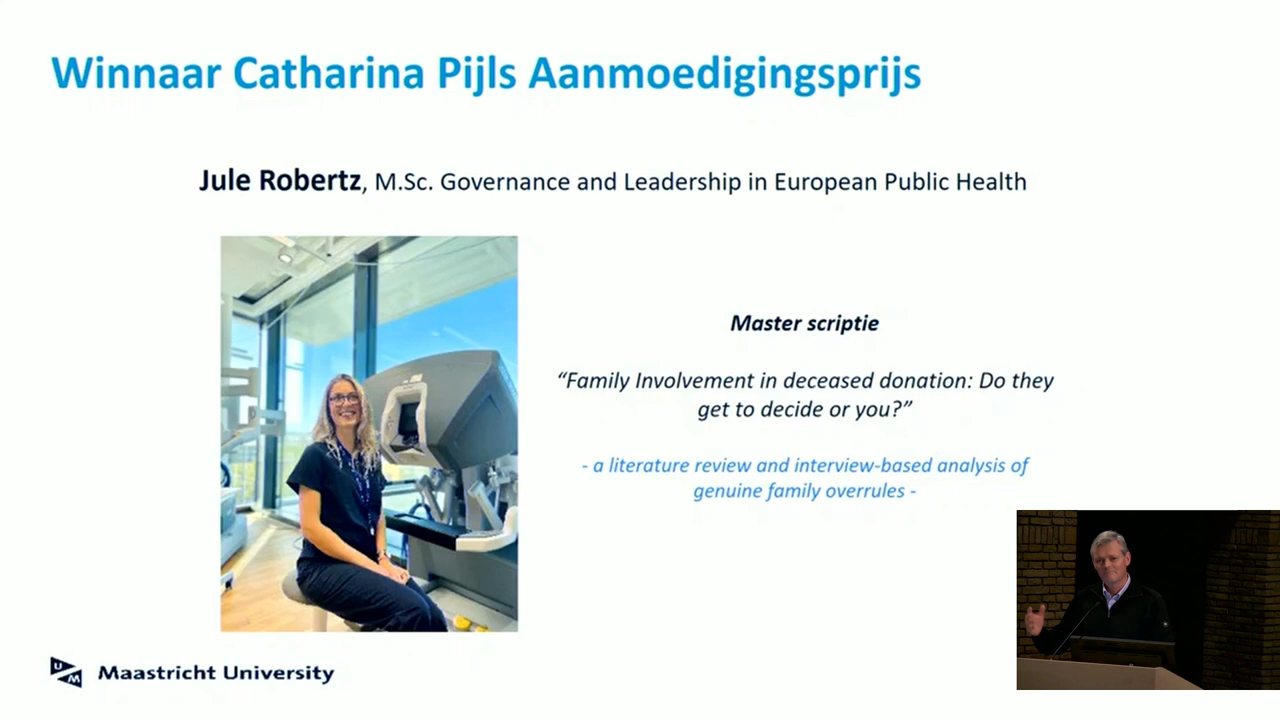 Winnaar Catharina Pijls Aanmoedigingsprijs
Jule Robertz, M.Sc. Governance and Leadership in European Public Health
Master scriptie
“Family Involvement in deceased donation: Do they
get to decide or you?”
- a literature review and interview-based analysis of
genuine family overrules -
UM Maastricht University